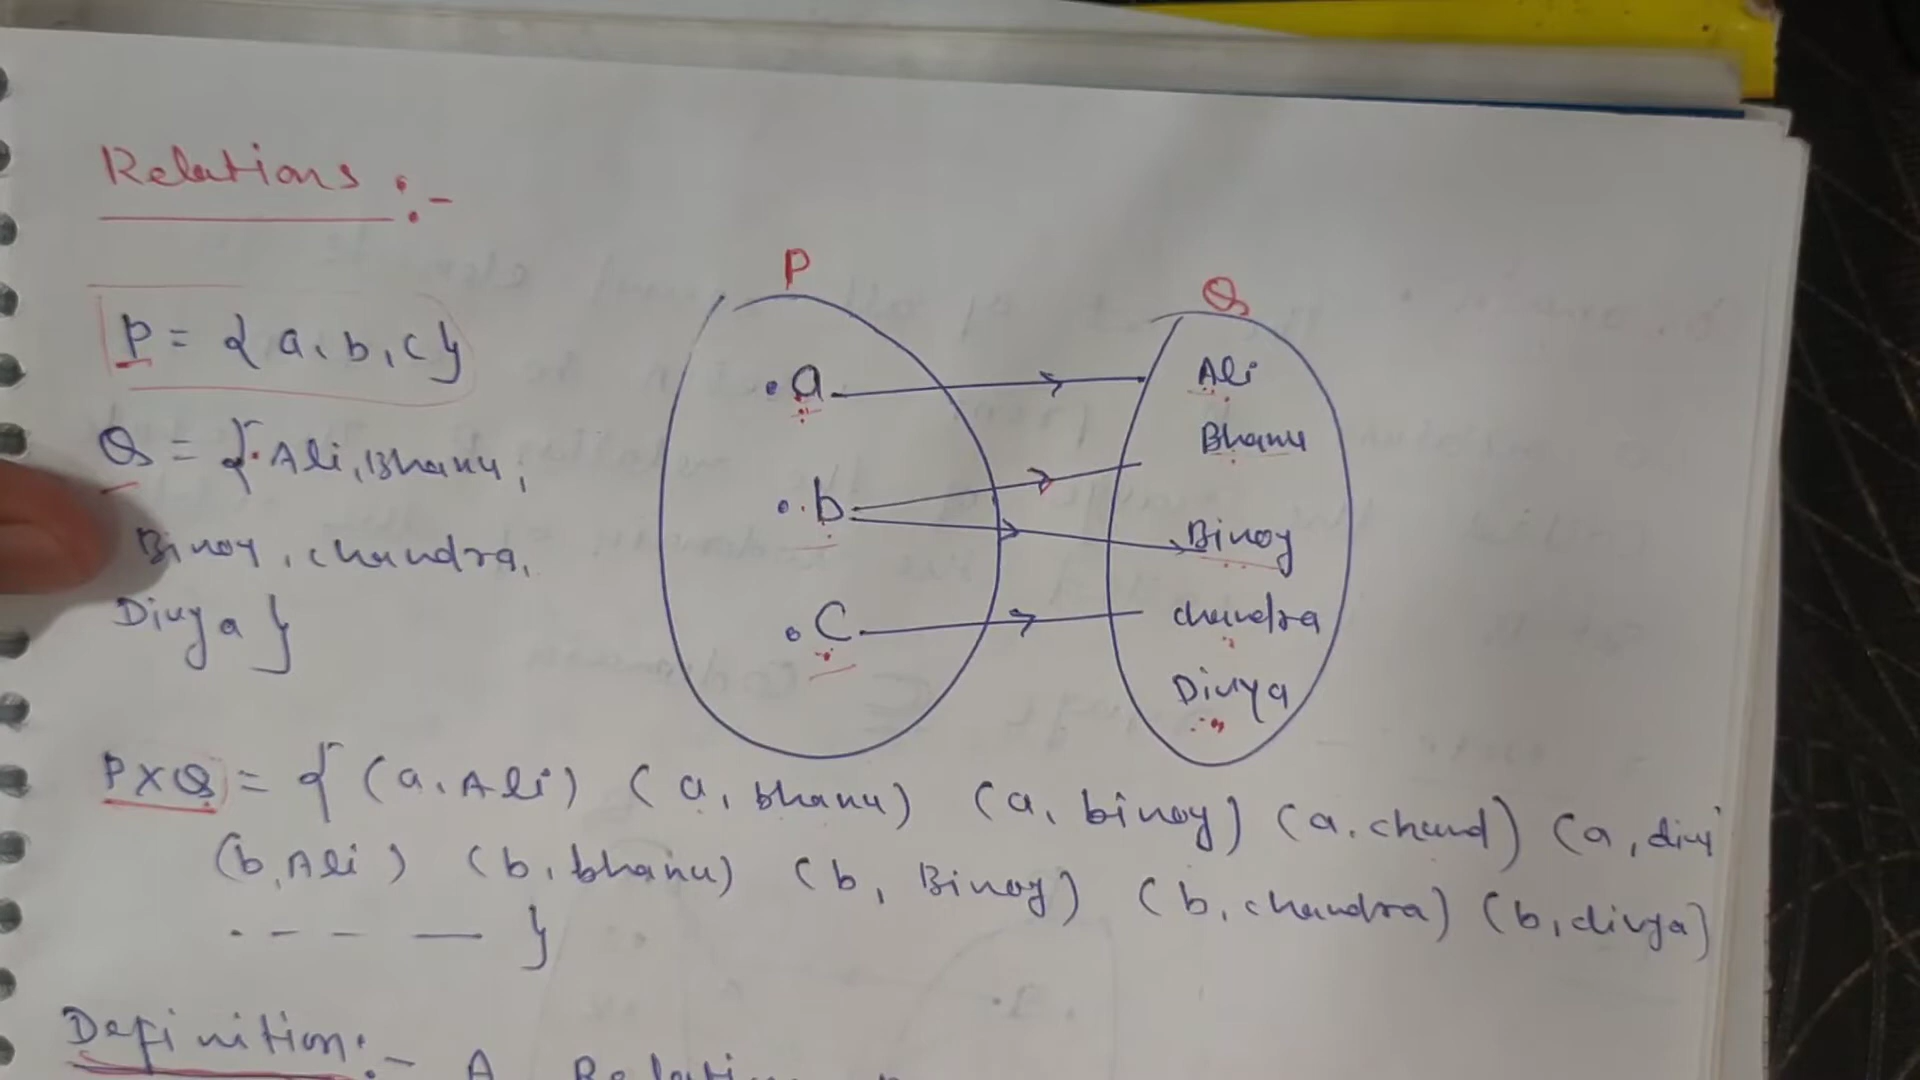 Relations :-
P = { a, b, c }
Q = { Ali, Bhanu,
Binoy, chandra,
Divya }
P
a
b
C
Q
Ali
Bhanu
Binoy
chandra
Divya
P X Q = { (a, Ali) (a, bhanu) (a, binoy) (a, chand) (a, divy
(b, Ali) (b, bhanu) (b, Binoy) (b, chandra) (b, divya)
. - - - — }
Definition :- A Relation